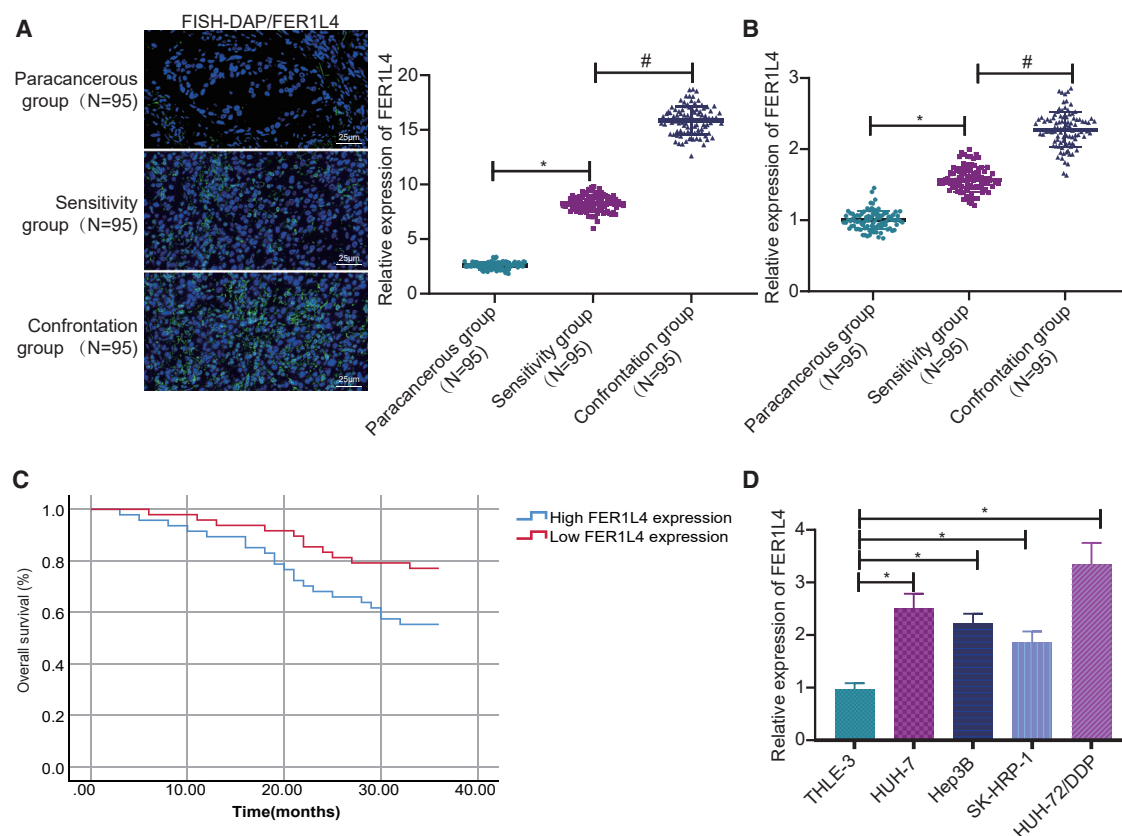 A
FISH-DAP/FER1L4
Paracancerous
group （N=95)
25μm
Sensitivity
group （N=95)
25μm
Confrontation
group （N=95)
25μm
Relative expression of FER1L4
20
15
10
5
0
*
#
Paracancerous group
（N=95)
Sensitivity group
（N=95)
Confrontation group
（N=95)
B
Relative expression of FER1L4
3
2
1
0
*
#
Paracancerous group
（N=95)
Sensitivity group
（N=95)
Confrontation group
（N=95)
C
Overall survival (%)
1.0
0.8
0.6
0.4
0.2
0.0
.00
10.00
20.00
30.00
40.00
Time(months)
High FER1L4 expression
Low FER1L4 expression
D
Relative expression of FER1L4
4
3
2
1
0
*
*
*
*
THLE-3
HUH-7
Hep3B
SK-HRP-1
HUH-72/DDP